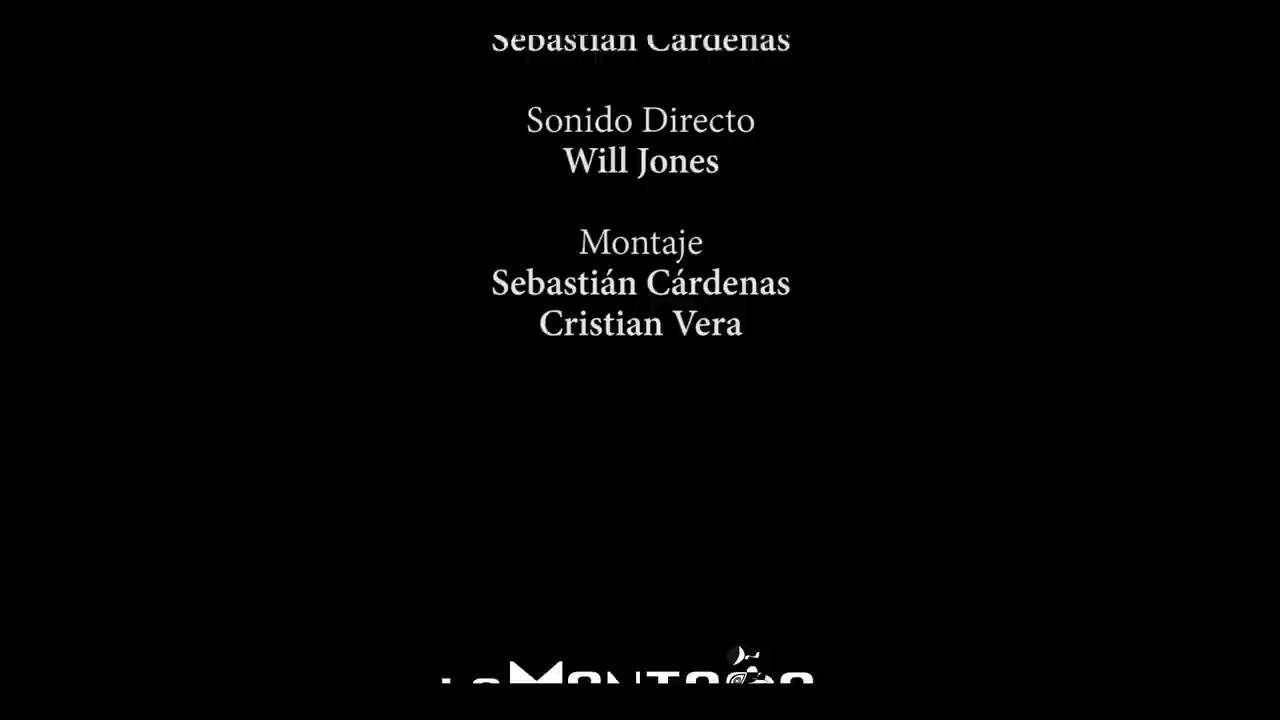 Sebastián Cárdenas
Sonido Directo
Will Jones
Montaje
Sebastián Cárdenas
Cristian Vera